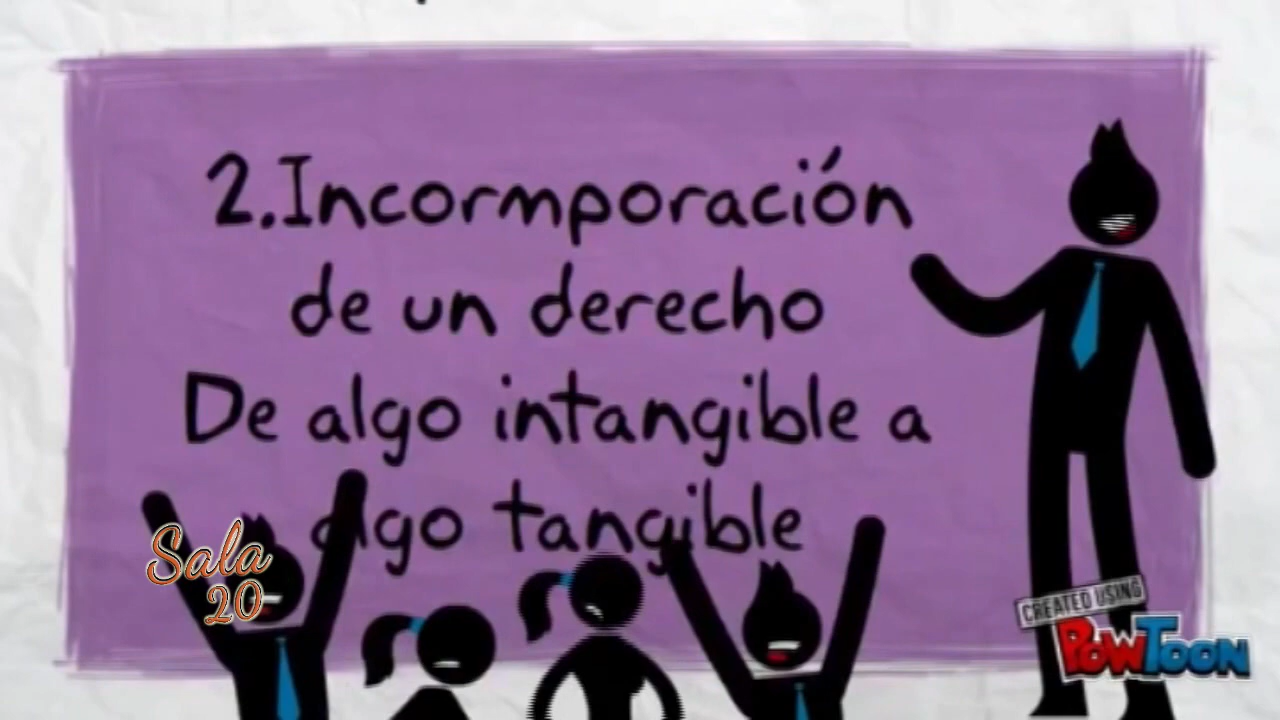 2.Incormporación
de un derecho
De algo intangible a
algo tangible
Sala
20
CREATED USING
POWTOON